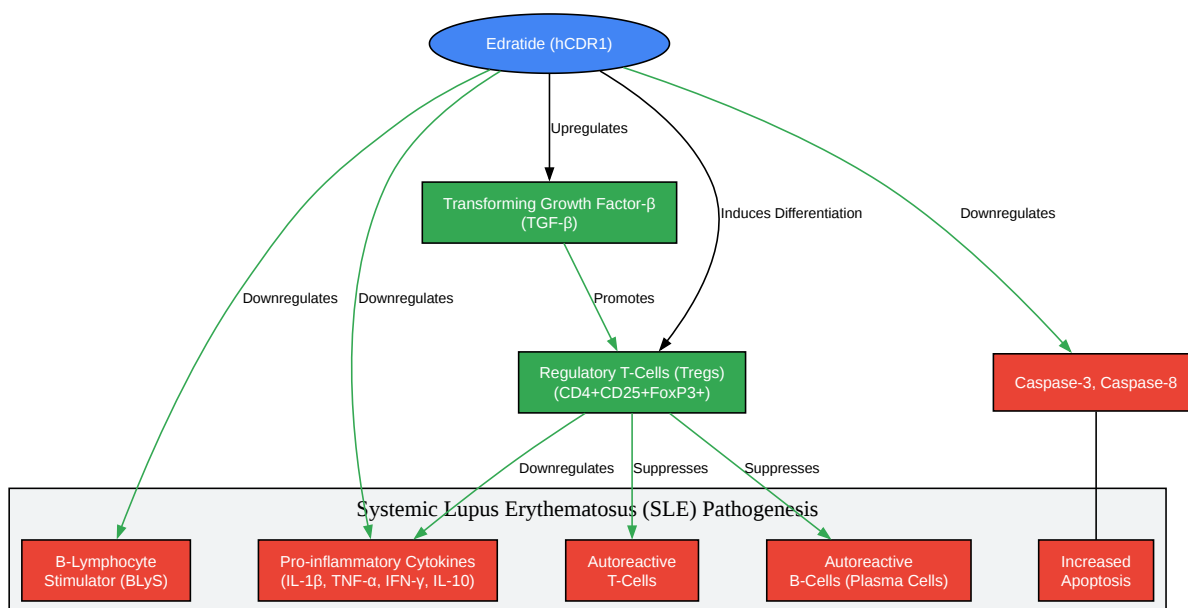 Edratide (hCDR1)
Upregulates
Transforming Growth Factor-β
(TGF-β)
Induces Differentiation
Downregulates
Downregulates
Downregulates
Promotes
Regulatory T-Cells (Tregs)
(CD4+CD25+FoxP3+)
Caspase-3, Caspase-8
Downregulates
Suppresses
Suppresses
Systemic Lupus Erythematosus (SLE) Pathogenesis
B-Lymphocyte
Stimulator (BLyS)
Pro-inflammatory Cytokines
(IL-1β, TNF-α, IFN-γ, IL-10)
Autoreactive
T-Cells
Autoreactive
B-Cells (Plasma Cells)
Increased
Apoptosis